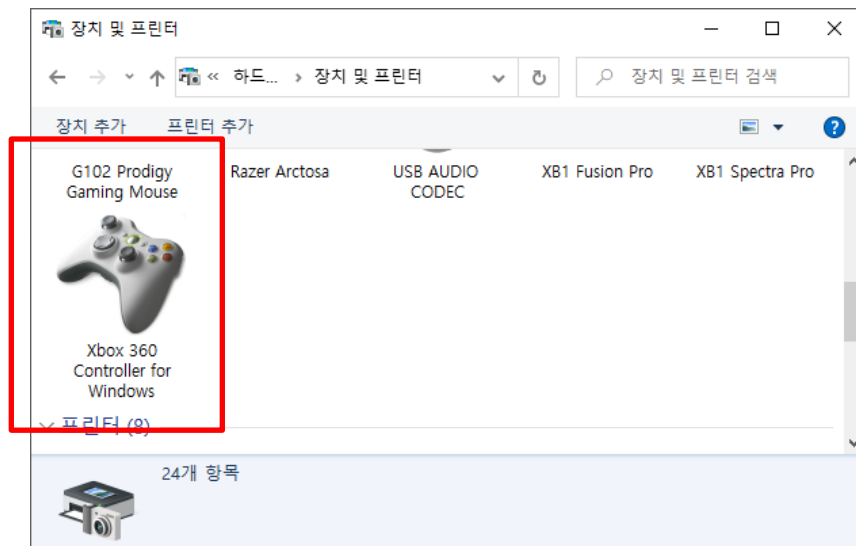 장치 및 프린터
« 하드... › 장치 및 프린터
장치 및 프린터 검색
장치 추가 프린터 추가
G102 Prodigy
Gaming Mouse
Razer Arctosa
USB AUDIO
CODEC
XB1 Fusion Pro
XB1 Spectra Pro
Xbox 360
Controller for
Windows
프린터 (8)
24개 항목